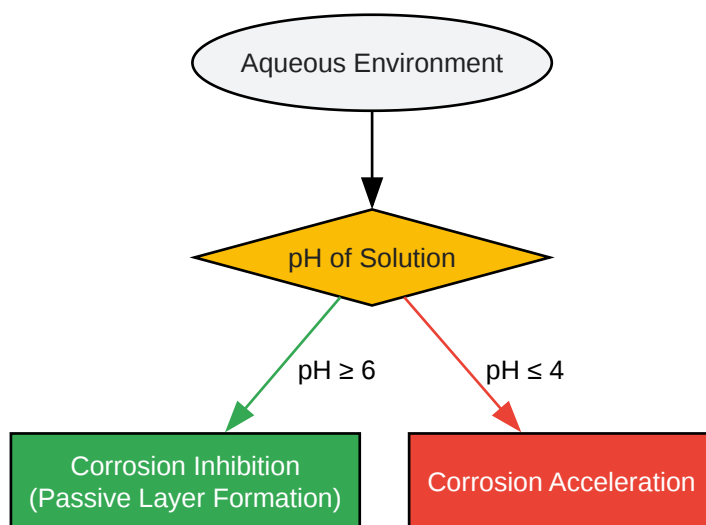 Aqueous Environment
pH of Solution
pH ≥ 6
pH ≤ 4
Corrosion Inhibition
(Passive Layer Formation)
Corrosion Acceleration